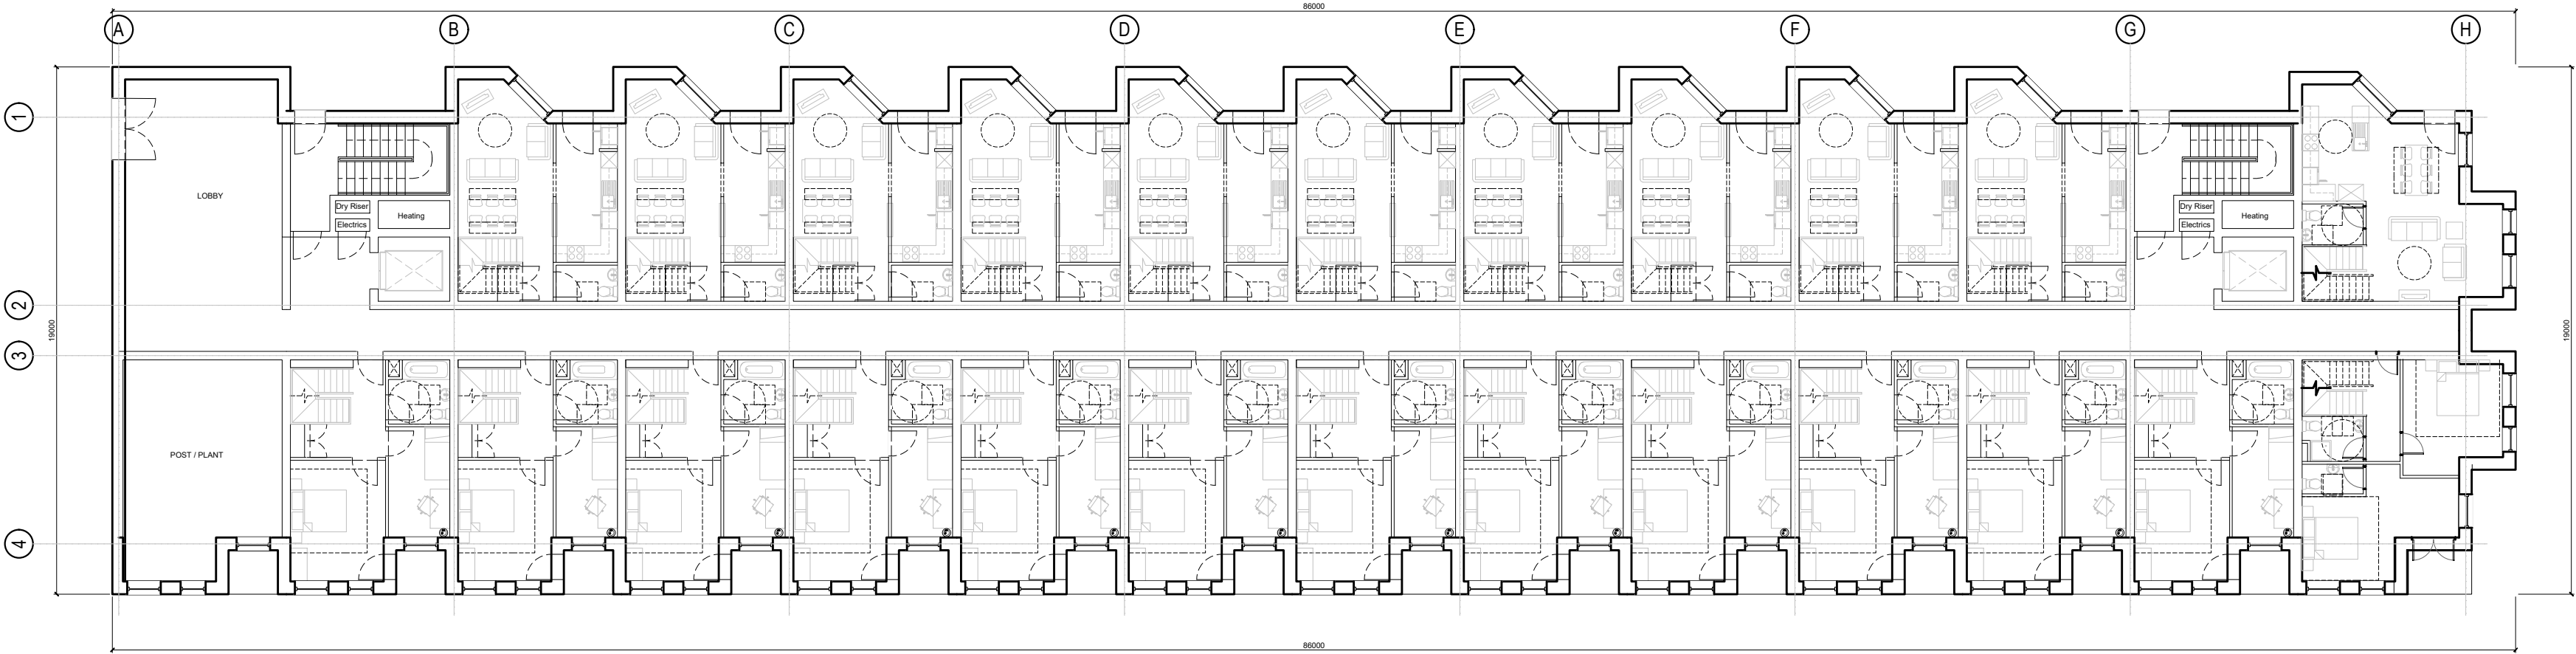 86000
A B C D E F G H
1
LOBBY
Dry Riser
Heating
Electrics
Dry Riser
Heating
Electrics
2
19000
19000
3
POST / PLANT
4
86000